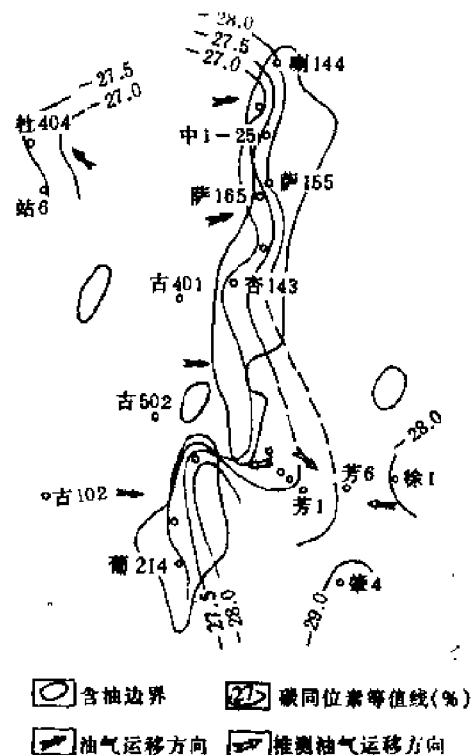 -28.0
-27.5
-27.0
喇144
-27.5
-27.0
杜404
中1-25
萨155
站6
萨165
古401
杏143
古502
-28.0
古102
芳1
芳6
徐1
葡214
肇4
-27.5
-28.0
-29.0
含油边界
27 碳同位素等值线(%)
油气运移方向
推测油气运移方向